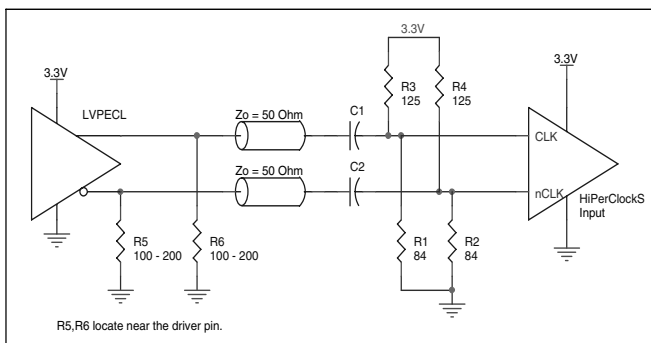 3.3V
3.3V
3.3V
R3
125
R4
125
LVPECL
Zo = 50 Ohm
C1
CLK
Zo = 50 Ohm
C2
nCLK
HiPerClockS
Input
R5
100 - 200
R6
100 - 200
R1
84
R2
84
R5,R6 locate near the driver pin.